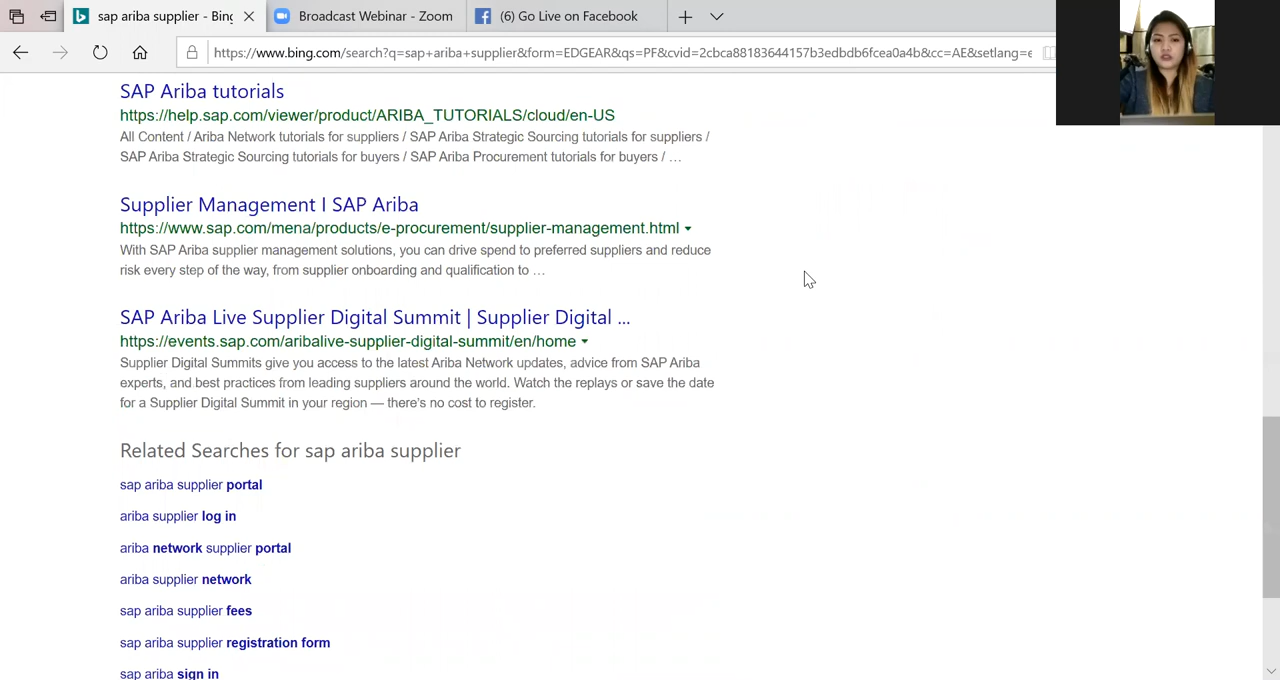 sap ariba supplier - Bing
Broadcast Webinar - Zoom
(6) Go Live on Facebook
https://www.bing.com/search?q=sap+ariba+supplier&form=EDGEAR&qs=PF&cvid=2cbca88183644157b3edbdb6fcea0a4b&cc=AE&setlang=e
SAP Ariba tutorials
https://help.sap.com/viewer/product/ARIBA_TUTORIALS/cloud/en-US
All Content / Ariba Network tutorials for suppliers / SAP Ariba Strategic Sourcing tutorials for suppliers /
SAP Ariba Strategic Sourcing tutorials for buyers / SAP Ariba Procurement tutorials for buyers / …
Supplier Management I SAP Ariba
https://www.sap.com/mena/products/e-procurement/supplier-management.html
With SAP Ariba supplier management solutions, you can drive spend to preferred suppliers and reduce
risk every step of the way, from supplier onboarding and qualification to …
SAP Ariba Live Supplier Digital Summit | Supplier Digital ...
https://events.sap.com/aribalive-supplier-digital-summit/en/home
Supplier Digital Summits give you access to the latest Ariba Network updates, advice from SAP Ariba
experts, and best practices from leading suppliers around the world. Watch the replays or save the date
for a Supplier Digital Summit in your region — there's no cost to register.
Related Searches for sap ariba supplier
sap ariba supplier portal
ariba supplier log in
ariba network supplier portal
ariba supplier network
sap ariba supplier fees
sap ariba supplier registration form
sap ariba sign in